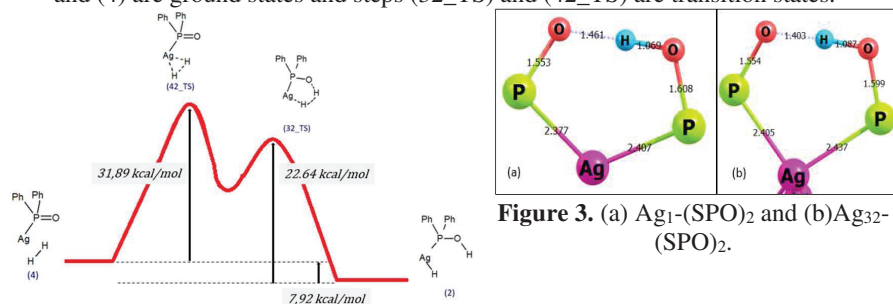 and (4) are ground states and steps (32_TS) and (42_TS) are transition states.
Ph Ph
P=O
Ag
H
H
(42_TS)
Ph Ph
P O
Ag H
H
(32_TS)
31,89 kcal/mol
22.64 kcal/mol
Ph Ph
P=O
Ag
H
H
(4)
Ph Ph
P O
Ag H
H
(2)
7,92 kcal/mol
O 1.461 H 1.069 O
1.553 1.608
P P
2.377 2.407
(a) Ag
O 1.403 H 1.087 O
1.554 1.599
P P
2.405 2.437
(b) Ag
Figure 3. (a) Ag1-(SPO)2 and (b)Ag32-
(SPO)2.